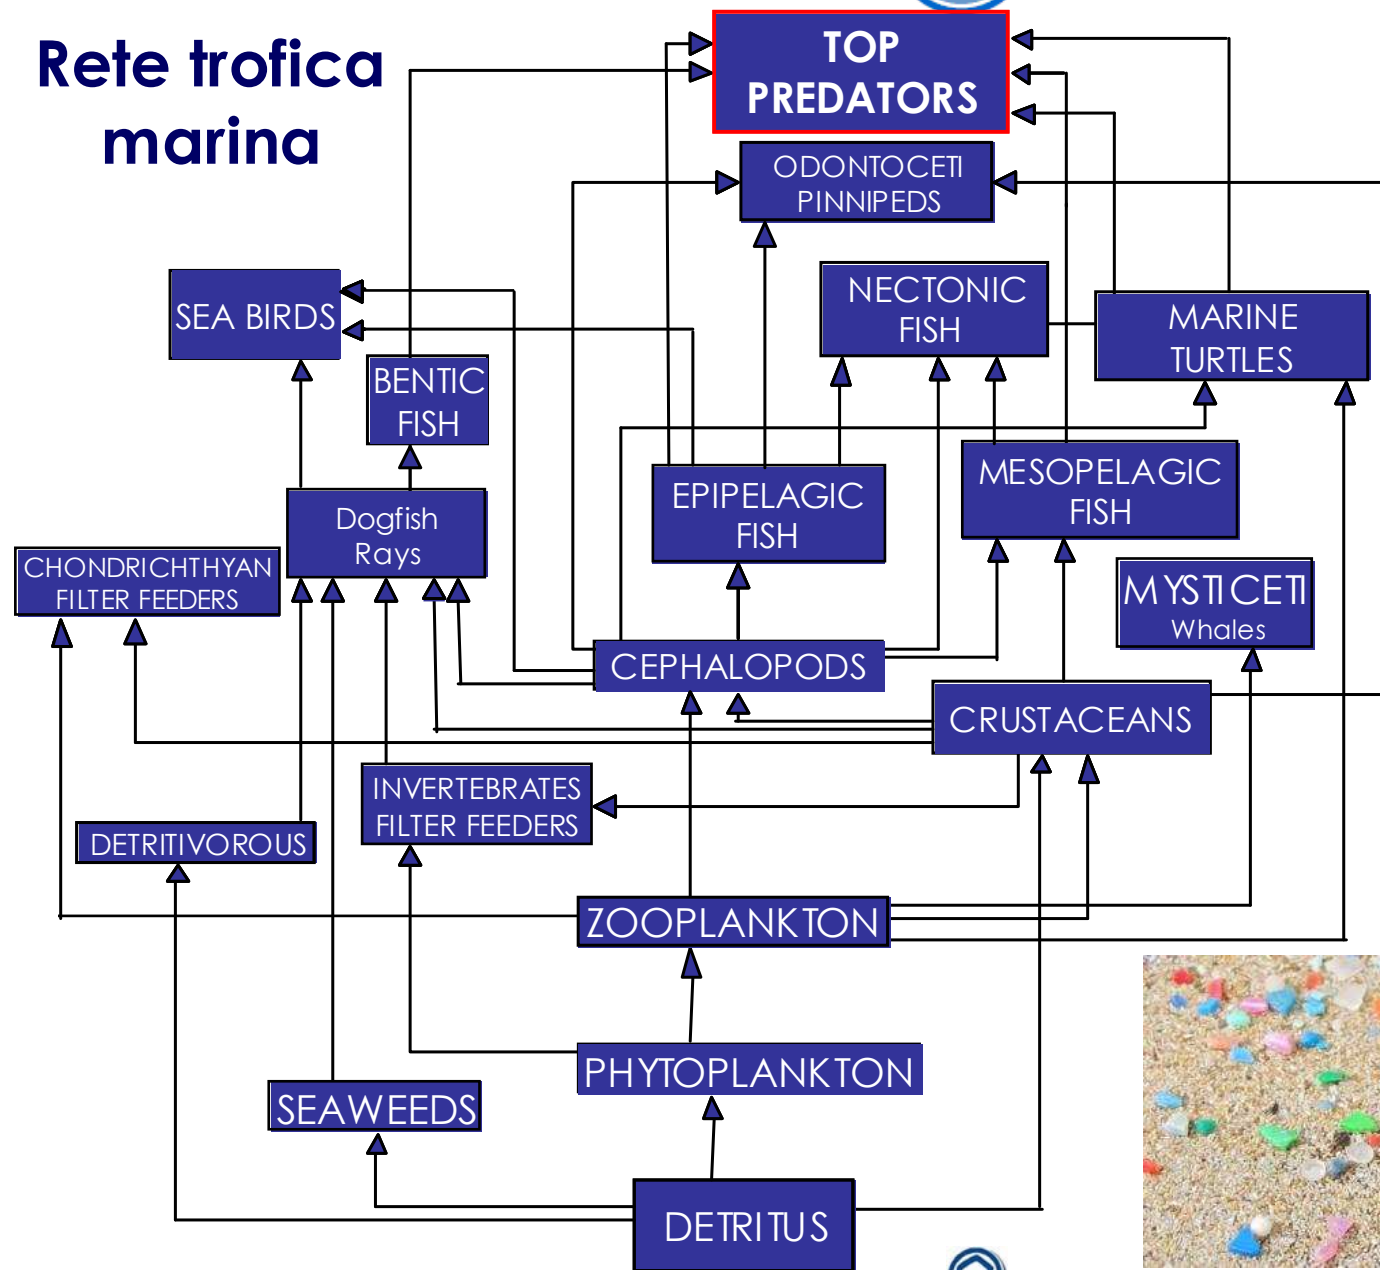 Rete trofica
marina
TOP
PREDATORS
ODONTOCETI
PINNIPEDS
SEA BIRDS
NECTONIC
FISH
MARINE
TURTLES
BENTIC
FISH
EPIPELAGIC
FISH
MESOPELAGIC
FISH
Dogfish
Rays
CHONDRICHTHYAN
FILTER FEEDERS
MYSTICETI
Whales
CEPHALOPODS
CRUSTACEANS
INVERTEBRATES
FILTER FEEDERS
DETRITIVOROUS
ZOOPLANKTON
PHYTOPLANKTON
SEAWEEDS
DETRITUS